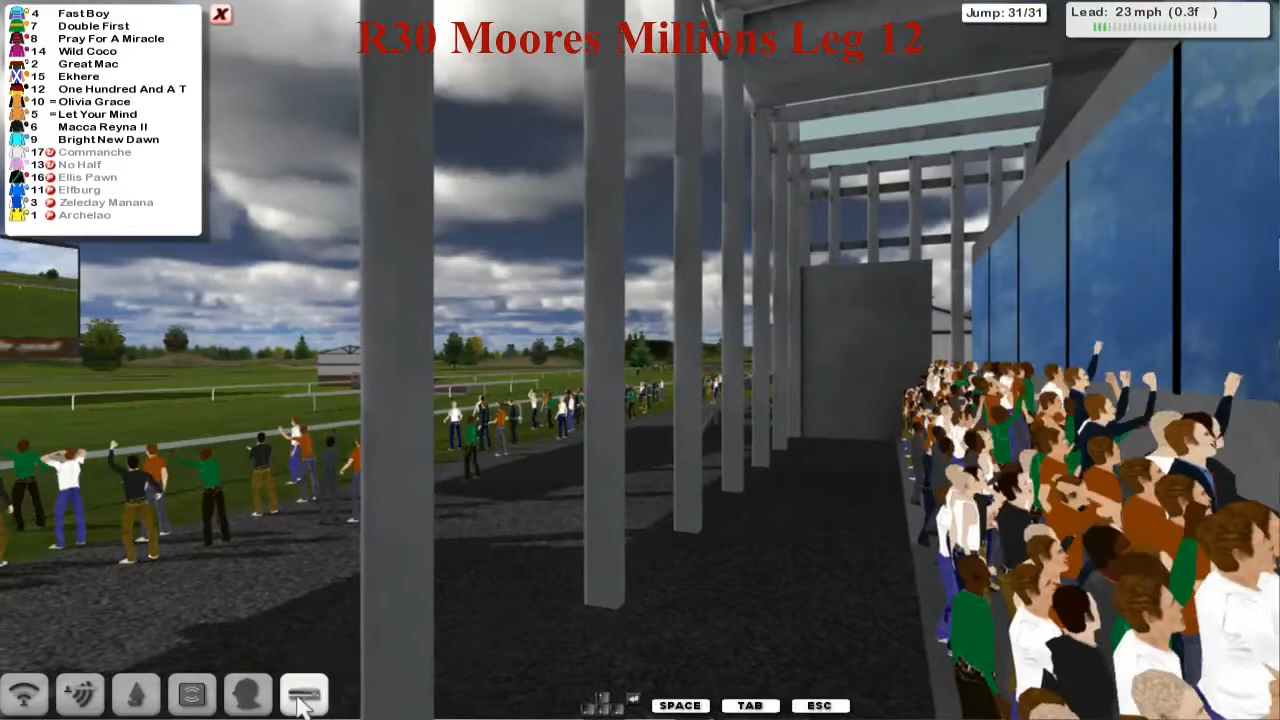 R30 Moores Millions Leg 12
Jump: 31/31
Lead: 23 mph (0.3f )
4 Fast Boy
7 Double First
8 Pray For A Miracle
14 Wild Coco
2 Great Mac
15 Ekhere
12 One Hundred And A T
10 = Olivia Grace
5 = Let Your Mind
6 Macca Reyna II
9 Bright New Dawn
17 Commanche
13 No Half
16 Ellis Pawn
11 Elfburg
3 Zeleday Manana
1 Archelao
X
SPACE
TAB
ESC